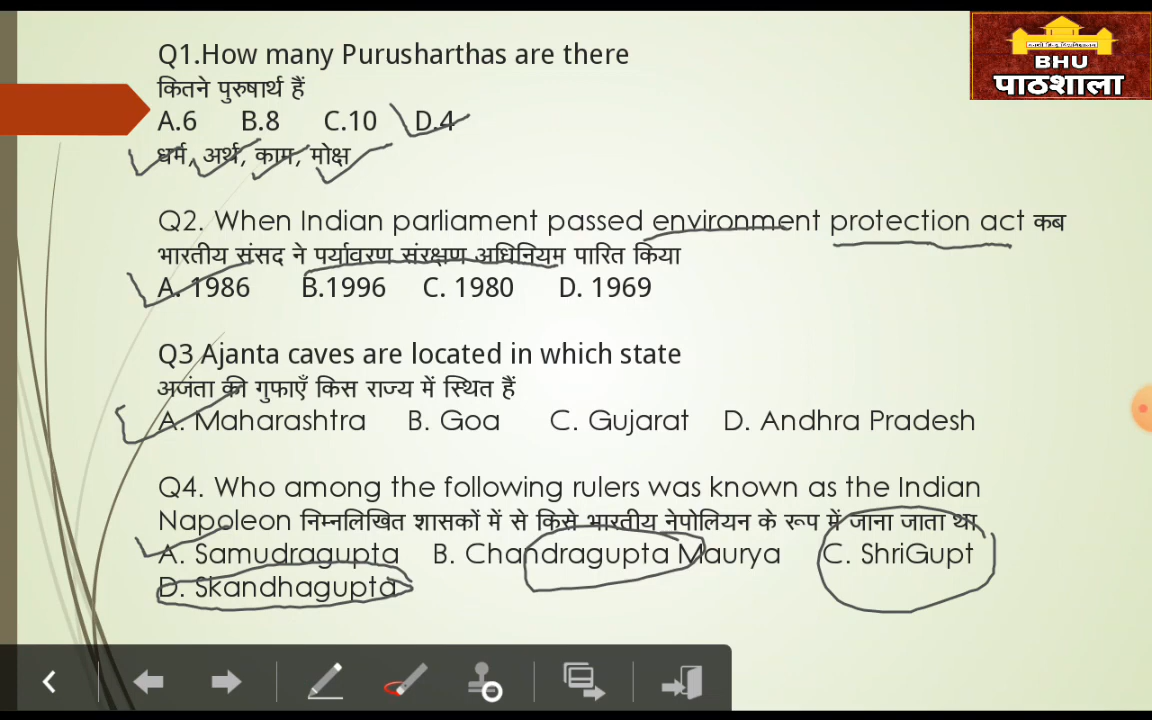 BHU
पाठशाला
Q1.How many Purusharthas are there
कितने पुरुषार्थ हैं
A.6 B.8 C.10 D.4
धर्म, अर्थ, काम, मोक्ष
Q2. When Indian parliament passed environment protection act कब
भारतीय संसद ने पर्यावरण संरक्षण अधिनियम पारित किया
A. 1986 B.1996 C. 1980 D. 1969
Q3 Ajanta caves are located in which state
अजंता की गुफाएँ किस राज्य में स्थित हैं
A. Maharashtra B. Goa C. Gujarat D. Andhra Pradesh
Q4. Who among the following rulers was known as the Indian
Napoleon निम्नलिखित शासकों में से किसे भारतीय नेपोलियन के रूप में जाना जाता था
A. Samudragupta B. Chandragupta Maurya C. ShriGupt
D. Skandhagupta